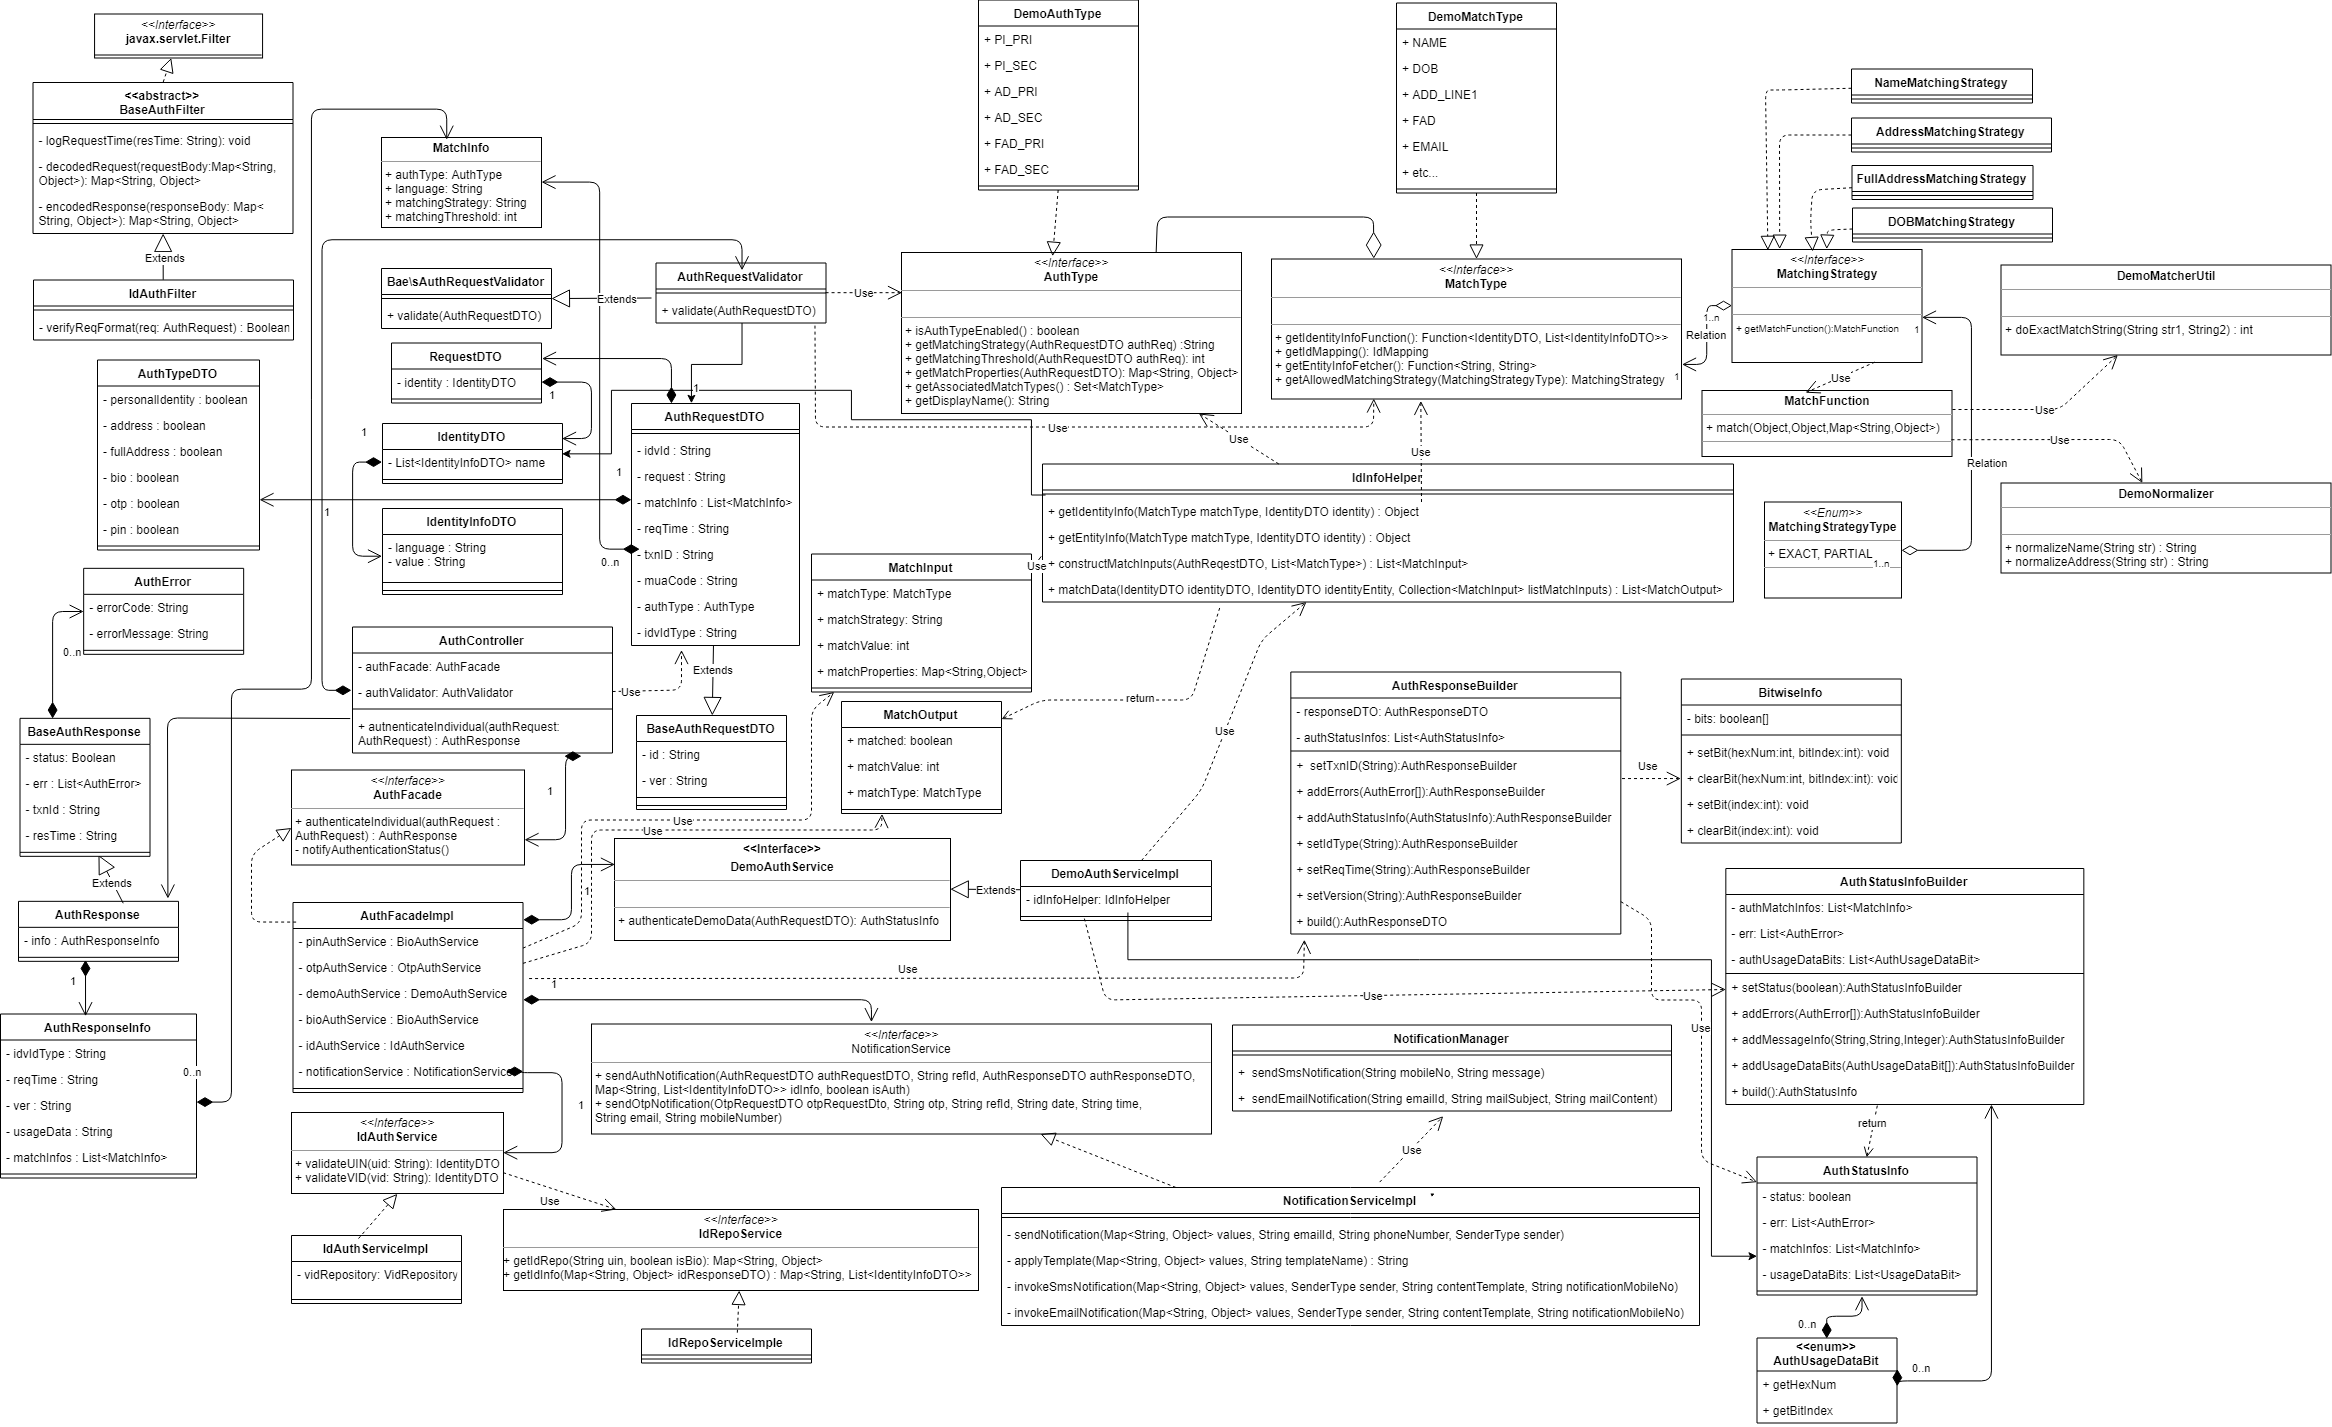 <<Interface>>
javax.servlet.Filter
<<abstract>>
BaseAuthFilter
- logRequestTime(resTime: String): void
- decodedRequest(requestBody:Map<String,
Object>): Map<String, Object>
- encodedResponse(responseBody: Map<
String, Object>): Map<String, Object>
Extends
IdAuthFilter
- verifyReqFormat(req: AuthRequest) : Boolean
AuthTypeDTO
- personalIdentity : boolean
- address : boolean
- fullAddress : boolean
- bio : boolean
- otp : boolean
- pin : boolean
AuthError
- errorCode: String
- errorMessage: String
0..n
BaseAuthResponse
- status: Boolean
- err : List<AuthError>
- txnId : String
- resTime : String
Extends
AuthResponse
- info : AuthResponseInfo
1
AuthResponseInfo
- idvIdType : String
- reqTime : String
- ver : String
- usageData : String
- matchInfos : List<MatchInfo>
0..n
MatchInfo
+ authType: AuthType
+ language: String
+ matchingStrategy: String
+ matchingThreshold: int
Bae\sAuthRequestValidator
+ validate(AuthRequestDTO)
Extends
AuthRequestValidator
+ validate(AuthRequestDTO)
Use
RequestDTO
- identity : IdentityDTO
1
1
IdentityDTO
- List<IdentityInfoDTO> name
1
1
IdentityInfoDTO
- language : String
- value : String
AuthRequestDTO
- idvId : String
- request : String
- matchInfo : List<MatchInfo>
- reqTime : String
- txnID : String
- muaCode : String
- authType : AuthType
- idvIdType : String
1
0..n
Extends
BaseAuthRequestDTO
- id : String
- ver : String
AuthController
- authFacade: AuthFacade
- authValidator: AuthValidator
+ autnenticateIndividual(authRequest:
AuthRequest) : AuthResponse
Use
1
<<Interface>>
AuthFacade
+ authenticateIndividual(authRequest :
AuthRequest) : AuthResponse
- notifyAuthenticationStatus()
AuthFacadeImpl
- pinAuthService : BioAuthService
- otpAuthService : OtpAuthService
- demoAuthService : DemoAuthService
- bioAuthService : BioAuthService
- idAuthService : IdAuthService
- notificationService : NotificationService
1
1
1
Use
Use
Use
<<Interface>>
IdAuthService
+ validateUIN(uid: String): IdentityDTO
+ validateVID(vid: String): IdentityDTO
IdAuthServiceImpl
- vidRepository: VidRepository
Use
<<Interface>>
IdRepoService
+ getIdRepo(String uin, boolean isBio): Map<String, Object>
+ getIdInfo(Map<String, Object> idResponseDTO) : Map<String, List<IdentityInfoDTO>>
IdRepoServiceImple
DemoAuthType
+ PI_PRI
+ PI_SEC
+ AD_PRI
+ AD_SEC
+ FAD_PRI
+ FAD_SEC
DemoMatchType
+ NAME
+ DOB
+ ADD_LINE1
+ FAD
+ EMAIL
+ etc...
<<Interface>>
AuthType
+ isAuthTypeEnabled() : boolean
+ getMatchingStrategy(AuthRequestDTO authReq) :String
+ getMatchingThreshold(AuthRequestDTO authReq): int
+ getMatchProperties(AuthRequestDTO): Map<String, Object>
+ getAssociatedMatchTypes() : Set<MatchType>
+ getDisplayName(): String
<<Interface>>
MatchType
+ getIdentityInfoFunction(): Function<IdentityDTO, List<IdentityInfoDTO>>
+ getIdMapping(): IdMapping
+ getEntityInfoFetcher(): Function<String, String>
+ getAllowedMatchingStrategy(MatchingStrategyType): MatchingStrategy
1
Use
Use
Use
NameMatchingStrategy
AddressMatchingStrategy
FullAddressMatchingStrategy
DOBMatchingStrategy
<<Interface>>
MatchingStrategy
+ getMatchFunction():MatchFunction
1
1..n
Relation
DemoMatcherUtil
+ doExactMatchString(String str1, String2) : int
Use
MatchFunction
+ match(Object,Object,Map<String,Object>)
Use
Use
Relation
<<Enum>>
MatchingStrategyType
+ EXACT, PARTIAL
1..n
DemoNormalizer
+ normalizeName(String str) : String
+ normalizeAddress(String str) : String
IdInfoHelper
+ getIdentityInfo(MatchType matchType, IdentityDTO identity) : Object
+ getEntityInfo(MatchType matchType, IdentityDTO identity) : Object
+ constructMatchInputs(AuthReqestDTO, List<MatchType>) : List<MatchInput>
+ matchData(IdentityDTO identityDTO, IdentityDTO identityEntity, Collection<MatchInput> listMatchInputs) : List<MatchOutput>
Use
MatchInput
+ matchType: MatchType
+ matchStrategy: String
+ matchValue: int
+ matchProperties: Map<String,Object>
return
Use
MatchOutput
+ matched: boolean
+ matchValue: int
+ matchType: MatchType
<<Interface>>
DemoAuthService
+ authenticateDemoData(AuthRequestDTO): AuthStatusInfo
Extends
DemoAuthServiceImpl
- idInfoHelper: IdInfoHelper
Use
AuthResponseBuilder
- responseDTO: AuthResponseDTO
- authStatusInfos: List<AuthStatusInfo>
+ setTxnID(String):AuthResponseBuilder
+ addErrors(AuthError[]):AuthResponseBuilder
+ addAuthStatusInfo(AuthStatusInfo):AuthResponseBuilder
+ setIdType(String):AuthResponseBuilder
+ setReqTime(String):AuthResponseBuilder
+ setVersion(String):AuthResponseBuilder
+ build():AuthResponseDTO
Use
BitwiseInfo
- bits: boolean[]
+ setBit(hexNum:int, bitIndex:int): void
+ clearBit(hexNum:int, bitIndex:int): void
+ setBit(index:int): void
+ clearBit(index:int): void
AuthStatusInfoBuilder
- authMatchInfos: List<MatchInfo>
- err: List<AuthError>
- authUsageDataBits: List<AuthUsageDataBit>
+ setStatus(boolean):AuthStatusInfoBuilder
+ addErrors(AuthError[]):AuthStatusInfoBuilder
+ addMessageInfo(String,String,Integer):AuthStatusInfoBuilder
+ addUsageDataBits(AuthUsageDataBit[]):AuthStatusInfoBuilder
+ build():AuthStatusInfo
Use
return
<<Interface>>
NotificationService
+ sendAuthNotification(AuthRequestDTO authRequestDTO, String refId, AuthResponseDTO authResponseDTO,
Map<String, List<IdentityInfoDTO>> idInfo, boolean isAuth)
+ sendOtpNotification(OtpRequestDTO otpRequestDto, String otp, String refId, String date, String time,
String email, String mobileNumber)
NotificationManager
+ sendSmsNotification(String mobileNo, String message)
+ sendEmailNotification(String emailId, String mailSubject, String mailContent)
Use
NotificationServiceImpl
- sendNotification(Map<String, Object> values, String emailId, String phoneNumber, SenderType sender)
- applyTemplate(Map<String, Object> values, String templateName) : String
- invokeSmsNotification(Map<String, Object> values, SenderType sender, String contentTemplate, String notificationMobileNo)
- invokeEmailNotification(Map<String, Object> values, SenderType sender, String contentTemplate, String notificationMobileNo)
AuthStatusInfo
- status: boolean
- err: List<AuthError>
- matchInfos: List<MatchInfo>
- usageDataBits: List<UsageDataBit>
0..n
<<enum>>
AuthUsageDataBit
+ getHexNum
+ getBitIndex
0..n